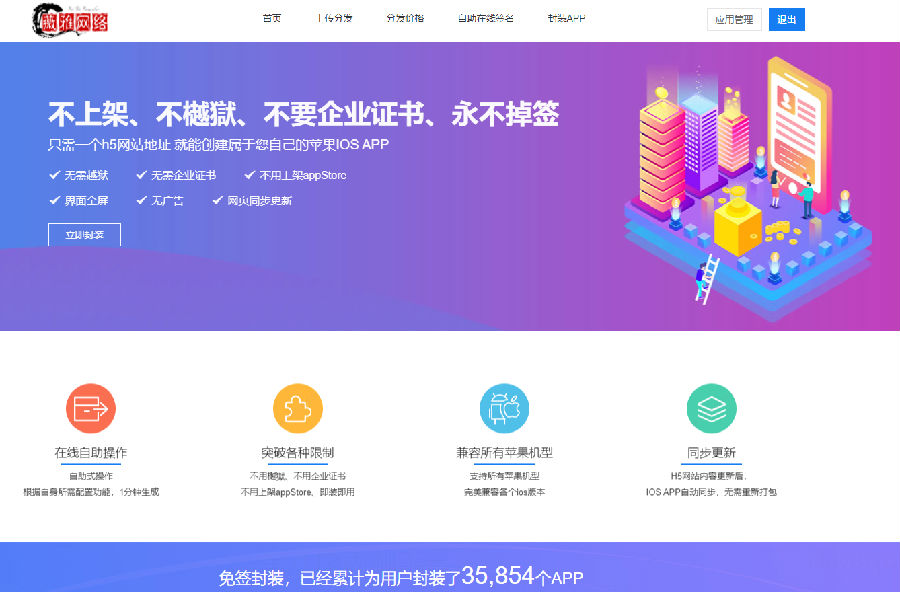 薇雅网络
首页 上传分发 分发价格 自助在线签名 封装APP 应用管理 退出
不上架、不樾獄、不要企业证书、永不掉签
只需一个h5网站地址 就能创建属于您自己的苹果IOS APP
无需越狱 无需企业证书 不用上架appStore
界面全屏 无广告 网页同步更新
立即封装
在线自助操作 突破各种限制 兼容所有苹果机型 同步更新
自助式操作 不用樾獄、不用企业证书 支持所有苹果机型 H5网站内容更新后,
根据自身所需配置功能,1分钟生成 不用上架appStore,即装即用 完美兼容各个ios版本 IOS APP自动同步,无需重新打包
免签封装,已经累计为用户封装了35,854个APP